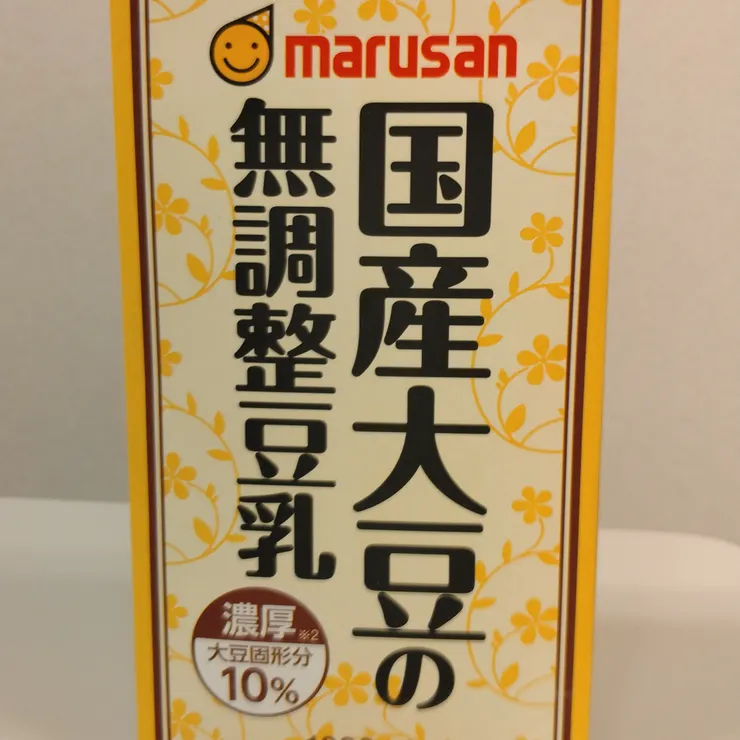 marusan
国産大豆の
無調整豆乳
濃厚※2
大豆固形分
10%